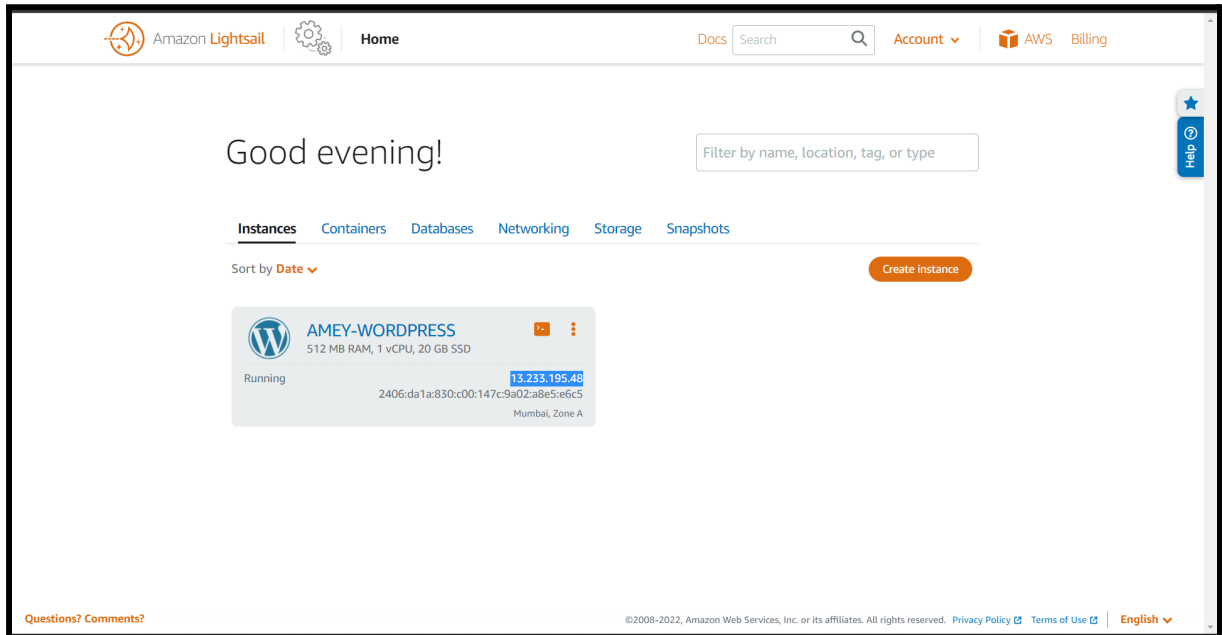 Amazon Lightsail Home Docs Search Account AWS Billing
Help
Good evening! Filter by name, location, tag, or type
Instances Containers Databases Networking Storage Snapshots
Sort by Date Create instance
AMEY-WORDPRESS
512 MB RAM, 1 vCPU, 20 GB SSD
Running 13.233.195.48
2406:da1a:830:c00:147c:9a02:a8e5:e6c5
Mumbai, Zone A
Questions? Comments? ©2008-2022, Amazon Web Services, Inc. or its affiliates. All rights reserved. Privacy Policy Terms of Use English